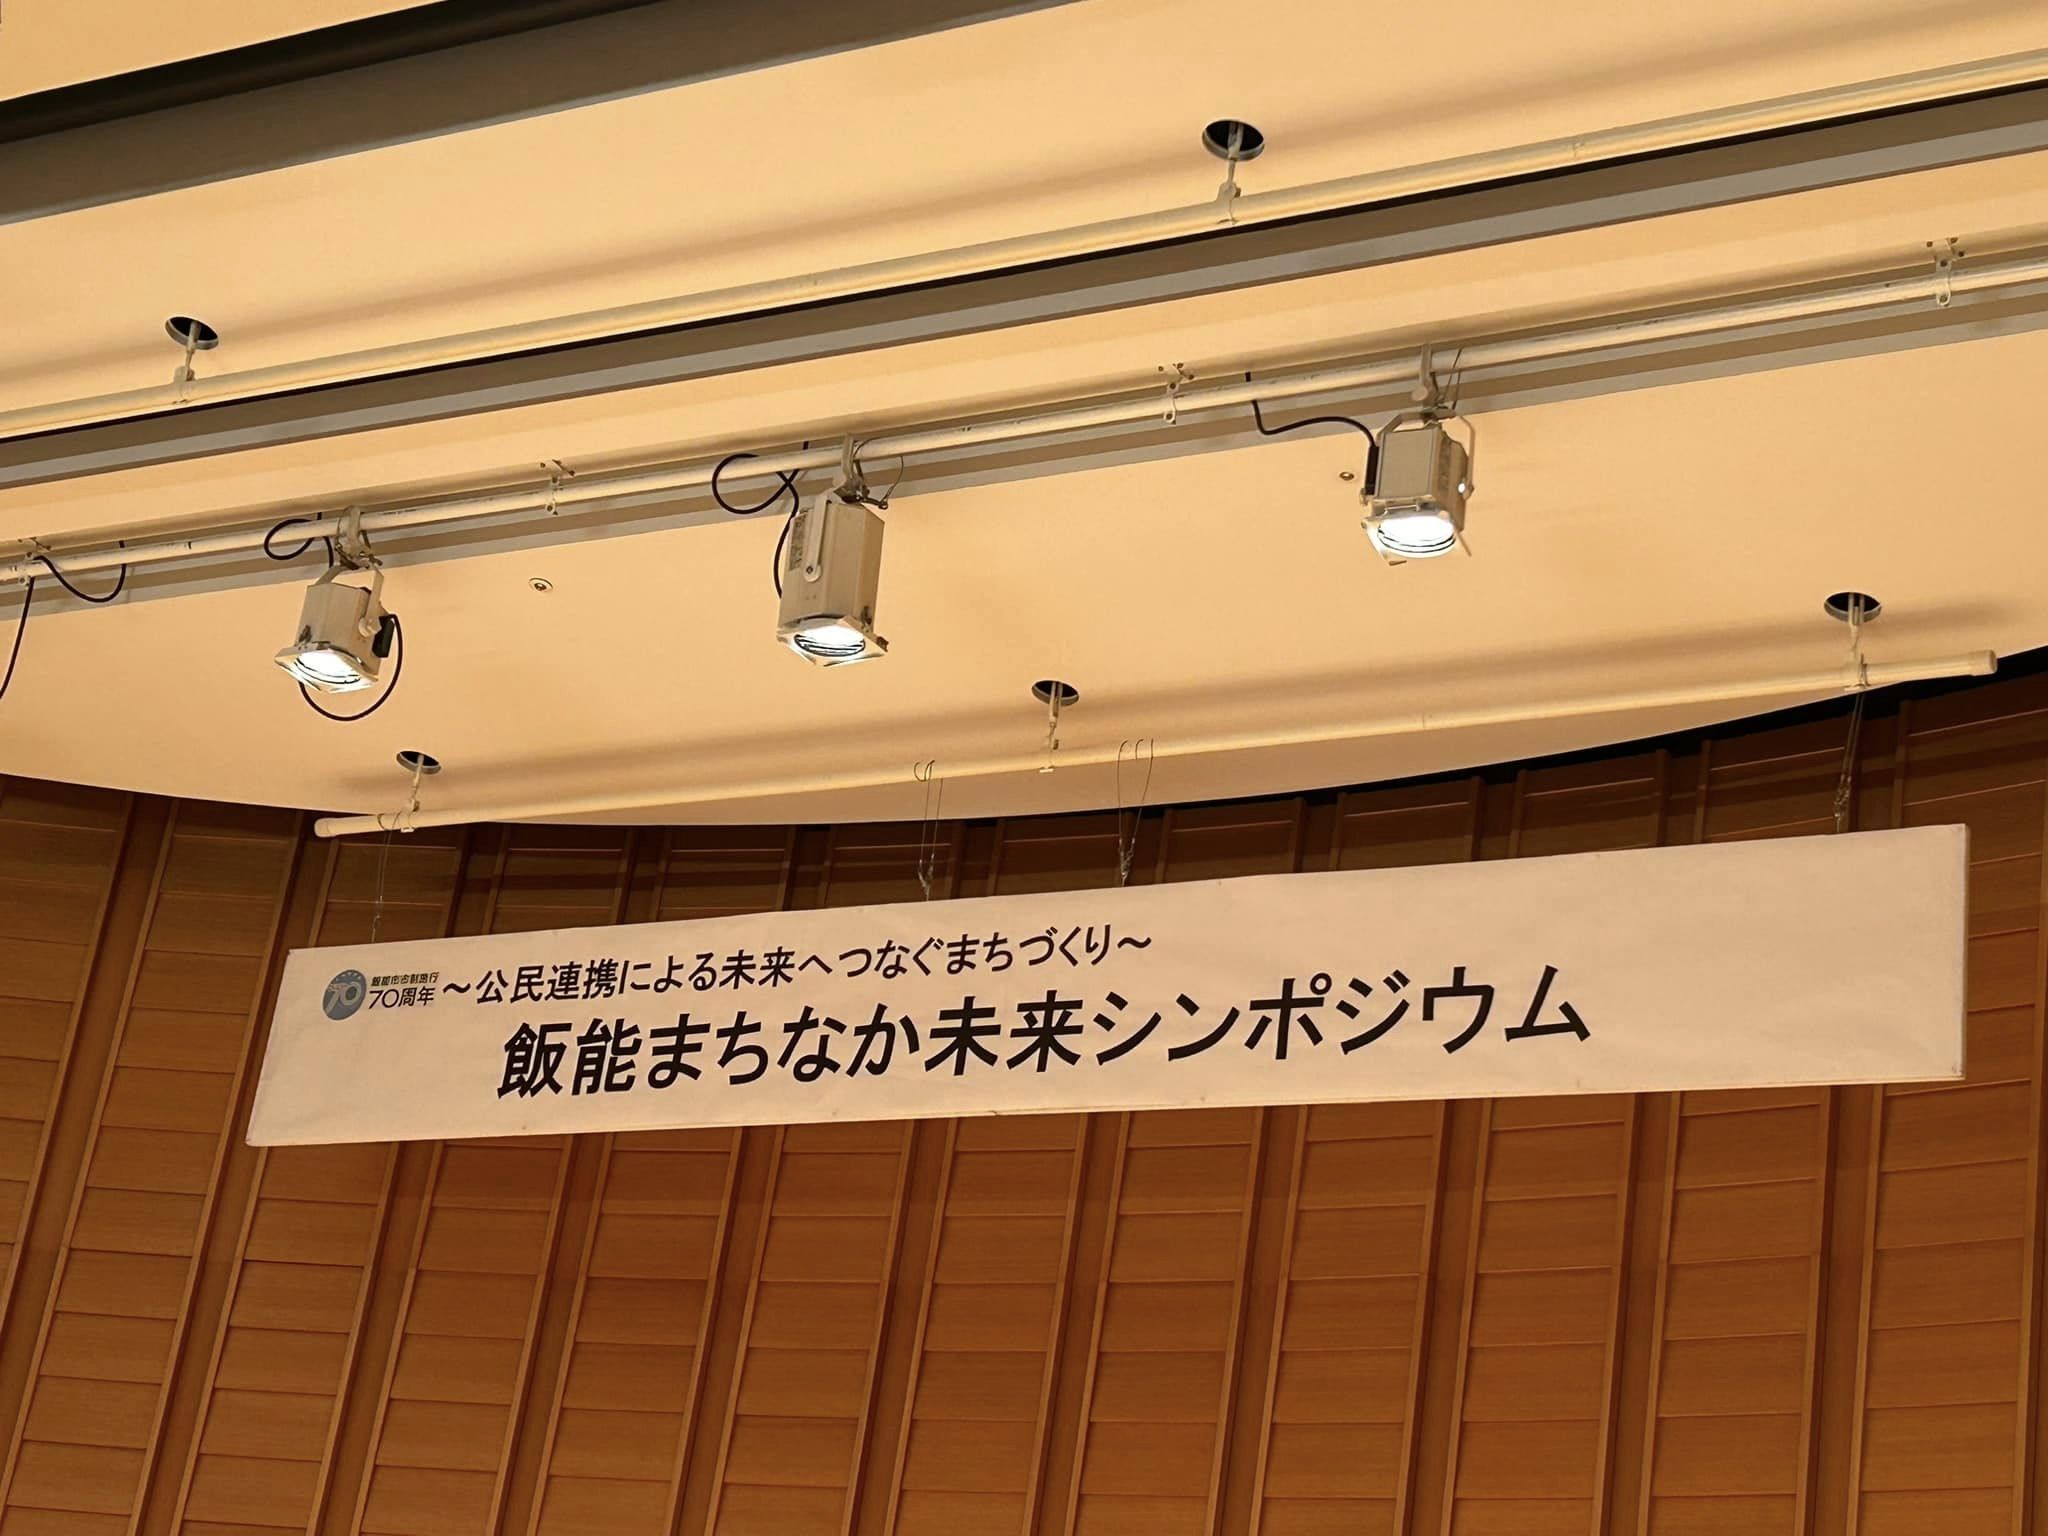 飯能市市制施行
70周年
～公民連携による未来へつなぐまちづくり～
飯能まちなか未来シンポジウム